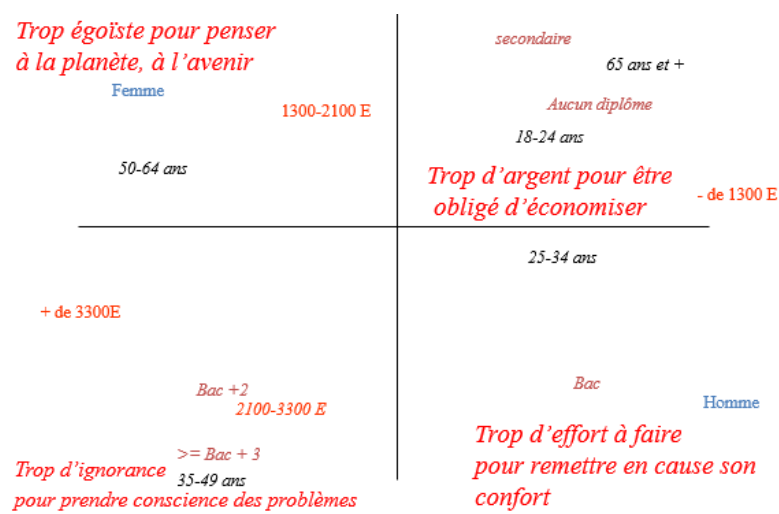 Trop égoïste pour penser
à la planète, à l’avenir
secondaire
65 ans et +
Femme
1300-2100 E
Aucun diplôme
18-24 ans
50-64 ans
Trop d’argent pour être
obligé d’économiser
- de 1300 E
25-34 ans
+ de 3300E
Bac +2
2100-3300 E
Bac
Homme
>= Bac + 3
35-49 ans
Trop d’ignorance
pour prendre conscience des problèmes
Trop d’effort à faire
pour remettre en cause son
confort